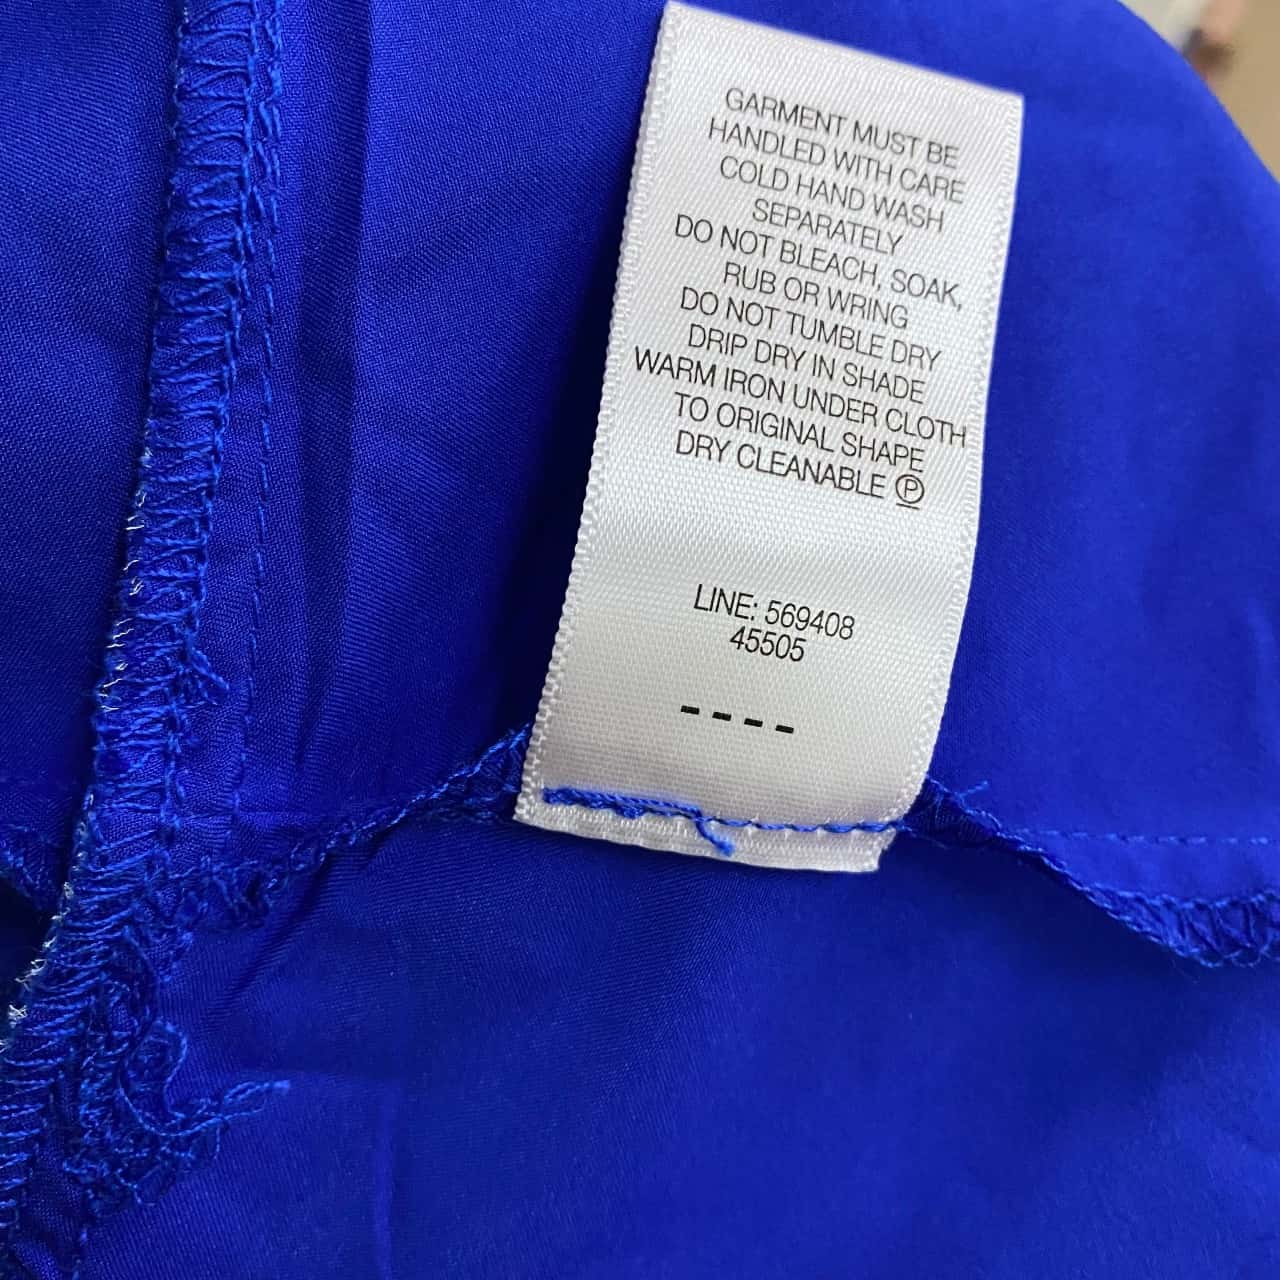 GARMENT MUST BE
HANDLED WITH CARE
COLD HAND WASH
SEPARATELY
DO NOT BLEACH, SOAK,
RUB OR WRING
DO NOT TUMBLE DRY
DRIP DRY IN SHADE
WARM IRON UNDER CLOTH
TO ORIGINAL SHAPE
DRY CLEANABLE Ⓟ
LINE: 569408
45505
----